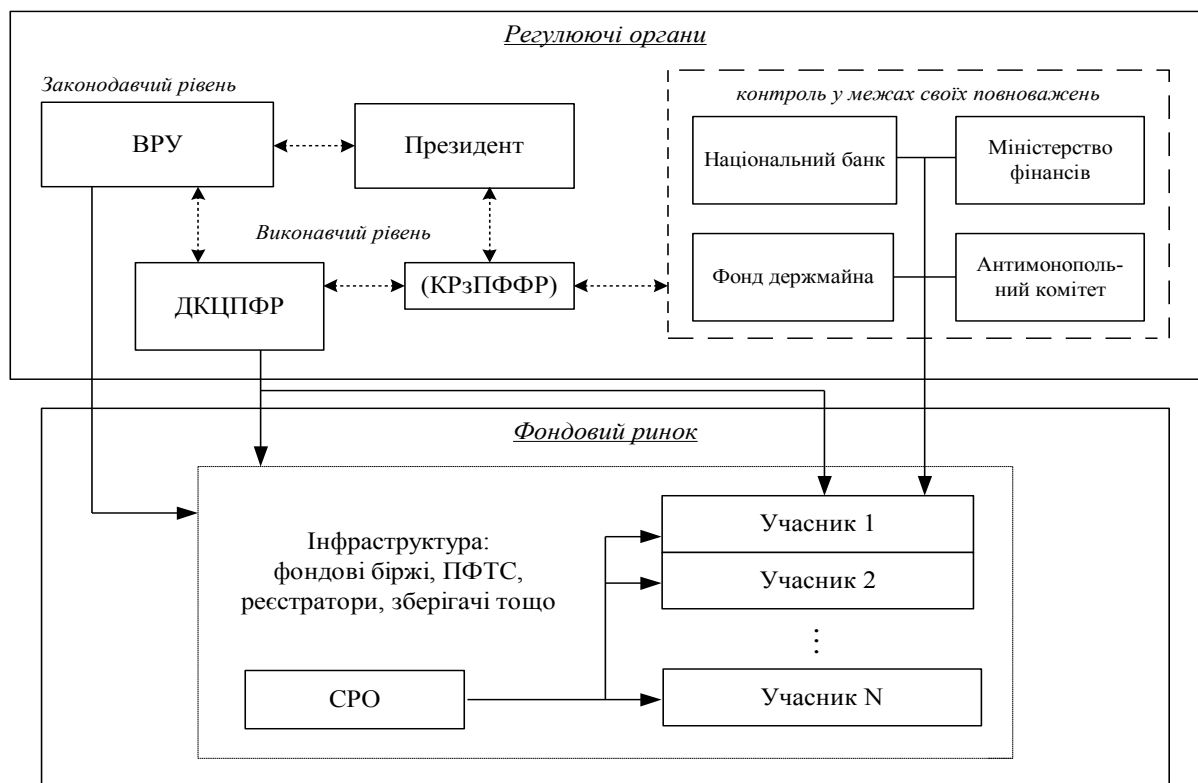 Регулюючі органи
Законодавчий рівень
ВРУ
Президент
контроль у межах своїх повноважень
Національний банк
Міністерство
фінансів
Виконавчий рівень
ДКЦПФР
(КРзПФФР)
Фонд держмайна
Антимонополь-
ний комітет
Фондовий ринок
Інфраструктура:
фондові біржі, ПФТС,
реєстратори, зберігачі тощо
СРО
Учасник 1
Учасник 2
⋮
Учасник N